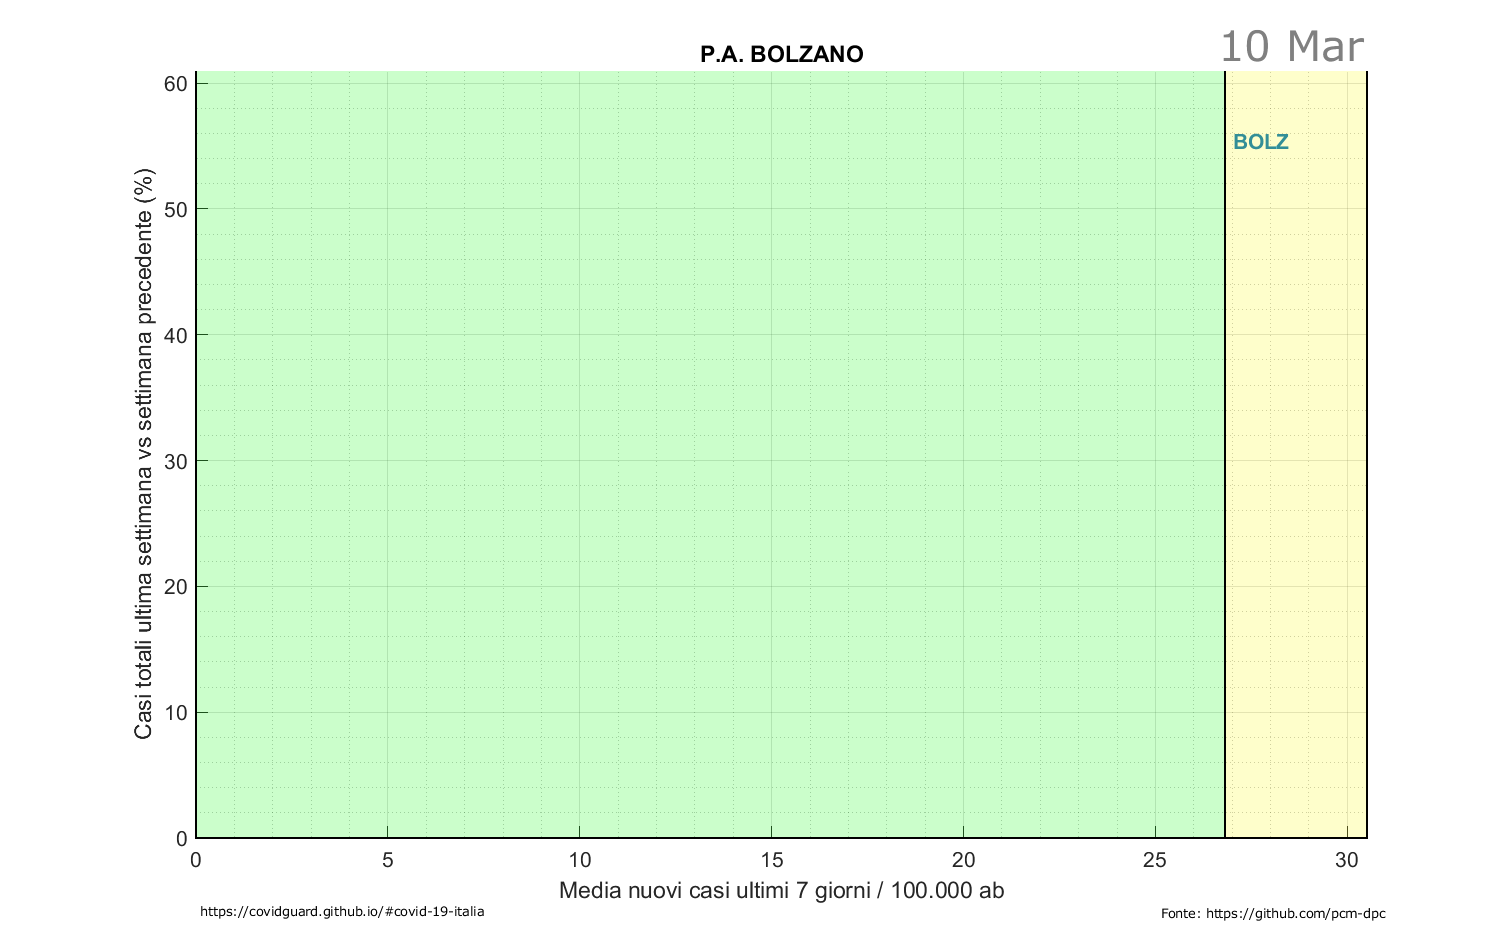 10 Mar
P.A. BOLZANO
60
BOLZ
50
40
30
20
10
0
Casi totali ultima settimana vs settimana precedente (%)
0 5 10 15 20 25 30
Media nuovi casi ultimi 7 giorni / 100.000 ab
https://covidguard.github.io/#covid-19-italia
Fonte: https://github.com/pcm-dpc